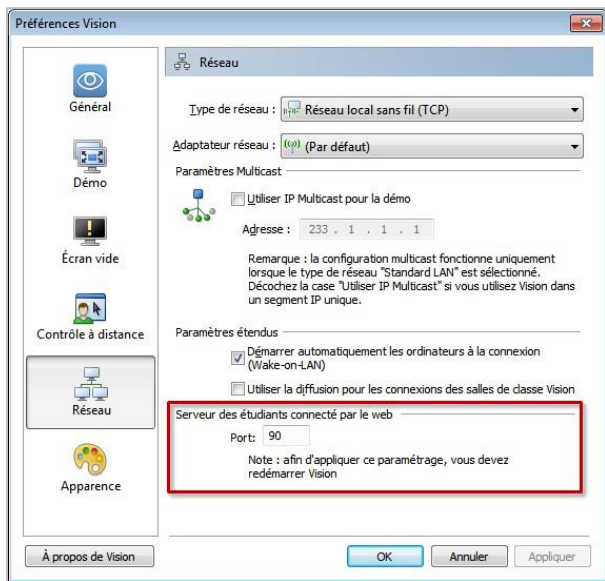 Préférences Vision
Général
Démo
Écran vide
Contrôle à distance
Réseau
Apparence
À propos de Vision
Réseau
Type de réseau : Réseau local sans fil (TCP)
Adaptateur réseau : (Par défaut)
Paramètres Multicast
Utiliser IP Multicast pour la démo
Adresse : 233 . 1 . 1 . 1
Remarque : la configuration multicast fonctionne uniquement
lorsque le type de réseau "Standard LAN" est sélectionné.
Décochez la case "Utiliser IP Multicast" si vous utilisez Vision dans
un segment IP unique.
Paramètres étendus
Démarrer automatiquement les ordinateurs à la connexion
(Wake-on-LAN)
Utiliser la diffusion pour les connexions des salles de classe Vision
Serveur des étudiants connecté par le web
Port: 90
Note : afin d'appliquer ce paramétrage, vous devez
redémarrer Vision
OK
Annuler
Appliquer